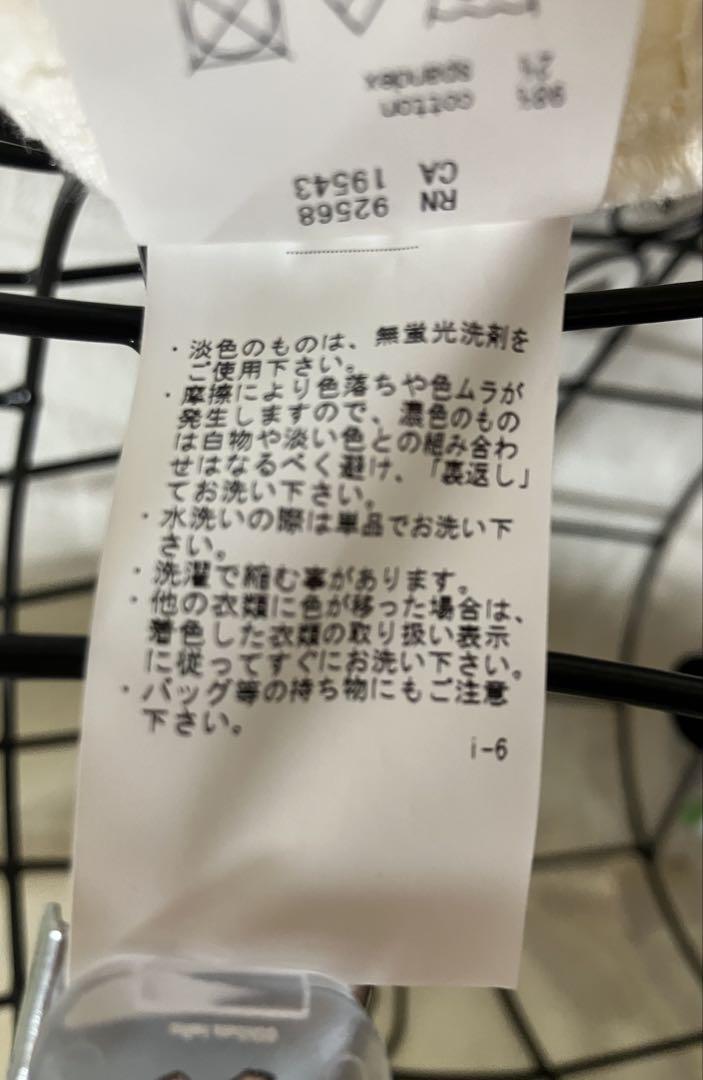 98% cotton
2% spandex
RN 92568
CA 19543
・淡色のものは、無蛍光洗剤を
ご使用下さい。
・摩擦により色落ちや色ムラが
発生しますので、濃色のもの
は白物や淡い色との組み合わ
せはなるべく避け、「裏返し」
てお洗い下さい。
・水洗いの際は単品でお洗い下
さい。
・洗濯で縮む事があります。
・他の衣類に色が移った場合は、
着色した衣類の取り扱い表示
に従ってすぐにお洗い下さい。
・バッグ等の持ち物にもご注意
下さい。
i-6